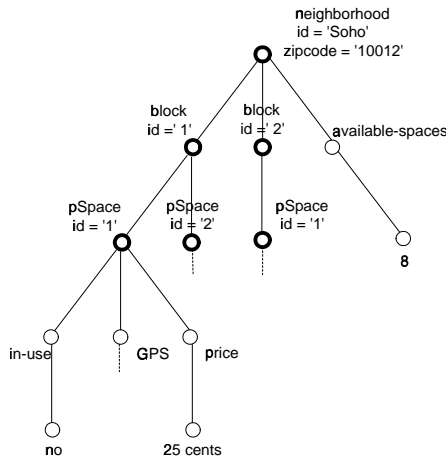 neighborhood
id = 'Soho'
zipcode = '10012'
block
id =' 1'
block
id =' 2'
available-spaces
pSpace
id = '1'
pSpace
id = '2'
pSpace
id = '1'
8
in-use
GPS
price
no
25 cents